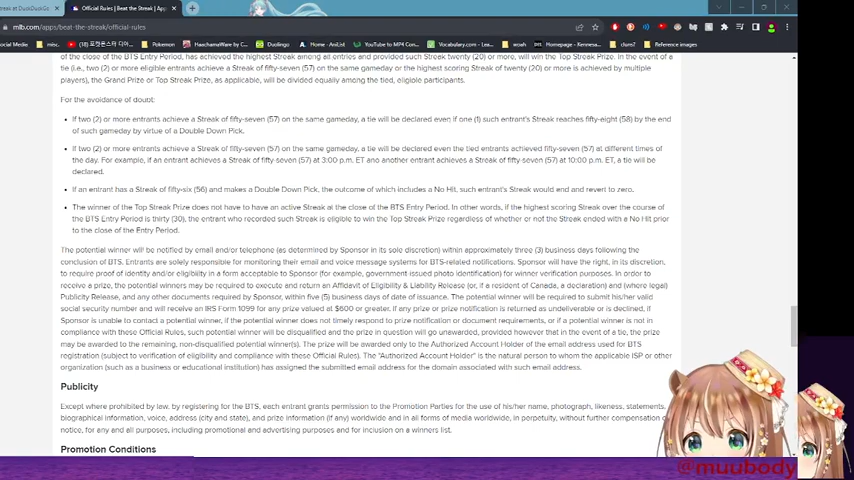 reak at DuckDuckGo
Official Rules | Beat the Streak | Ap
mlb.com/apps/beat-the-streak/official-rules
Social Media
misc.
Pokemon
HaachamaWare by C
Duolingo
Home · AniList
YouTube to MP4 Con
Vocabulary.com - Lea
woah
Homepage - Kennesa
cluns?
Reference images
of the close of the BTS Entry Period, has achieved the highest Streak among all entries and provided such Streak twenty (20) or more, will win the Top Streak Prize. In the event of a
tie (i.e., two (2) or more eligible entrants achieve a Streak of fifty-seven (57) on the same gameday or the highest scoring Streak of twenty (20) or more is achieved by multiple
players), the Grand Prize or Top Streak Prize, as applicable, will be divided equally among the tied, eligible participants.
For the avoidance of doubt:
• If two (2) or more entrants achieve a Streak of fifty-seven (57) on the same gameday, a tie will be declared even if one (1) such entrant's Streak reaches fifty-eight (58) by the end
of such gameday by virtue of a Double Down Pick.
• If two (2) or more entrants achieve a Streak of fifty-seven (57) on the same gameday, a tie will be declared even the tied entrants achieved fifty-seven (57) at different times of
the day. For example, if an entrant achieves a Streak of fifty-seven (57) at 3:00 p.m. ET ano another entrant achieves a Streak of fifty-seven (57) at 10:00 p.m. ET, a tie will be
declared.
• If an entrant has a Streak of fifty-six (56) and makes a Double Down Pick, the outcome of which includes a No Hit, such entrant's Streak would end and revert to zero.
• The winner of the Top Streak Prize does not have to have an active Streak at the close of the BTS Entry Period. In other words, if the highest scoring Streak over the course of
the BTS Entry Period is thirty (30), the entrant who recorded such Streak is eligible to win the Top Streak Prize regardless of whether or not the Streak ended with a No Hit prior
to the close of the Entry Period.
The potential winner will be notified by email and/or telephone (as determined by Sponsor in its sole discretion) within approximately three (3) business days following the
conclusion of BTS. Entrants are solely responsible for monitoring their email and voice message systems for BTS-related notifications. Sponsor will have the right, in its discretion,
to require proof of identity and/or eligibility in a form acceptable to Sponsor (for example, government-issued photo identification) for winner verification purposes. In order to
receive a prize, the potential winners may be required to execute and return an Affidavit of Eligibility & Liability Release (or, if a resident of Canada, a declaration) and (where legal)
Publicity Release, and any other documents required by Sponsor, within five (5) business days of date of issuance. The potential winner will be required to submit his/her valid
social security number and will receive an IRS Form 1099 for any prize valued at $600 or greater. If any prize or prize notification is returned as undeliverable or is declined, if
Sponsor is unable to contact a potential winner, if the potential winner does not timely respond to prize notification or document requirements, or if a potential winner is not in
compliance with these Official Rules, such potential winner will be disqualified and the prize in question will go unawarded, provided however that in the event of a tie, the prize
may be awarded to the remaining, non-disqualified potential winner(s). The prize will be awarded only to the Authorized Account Holder of the email address used for BTS
registration (subject to verification of eligibility and compliance with these Official Rules). The "Authorized Account Holder" is the natural person to whom the applicable ISP or other
organization (such as a business or educational institution) has assigned the submitted email address for the domain associated with such email address.
Publicity
Except where prohibited by law, by registering for the BTS, each entrant grants permission to the Promotion Parties for the use of his/her name, photograph, likeness, statements,
biographical information, voice, address (city and state), and prize information (if any) worldwide and in all forms of media worldwide, in perpetuity, without further compensation o
notice, for any and all purposes, including promotional and advertising purposes and for inclusion on a winners list.
Promotion Conditions
@muubody